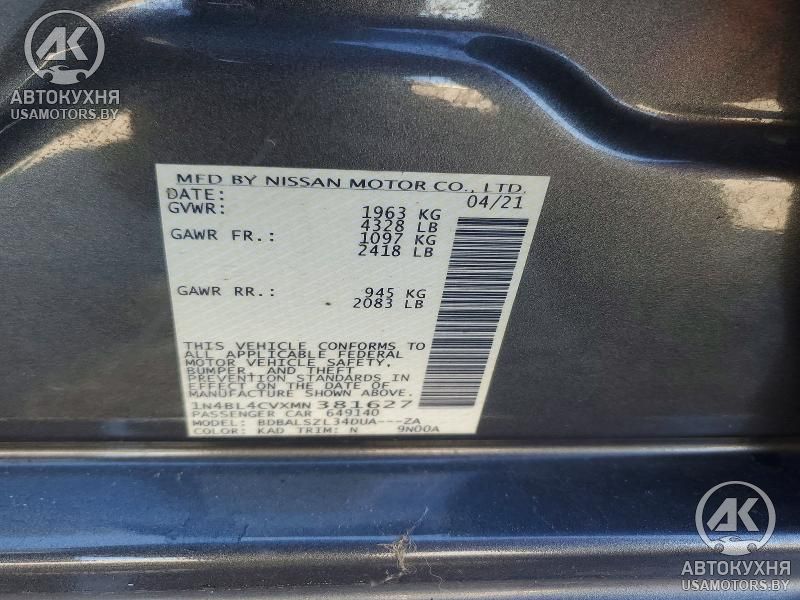 АК
АВТОКУХНЯ
USAMOTORS.BY
MFD BY NISSAN MOTOR CO., LTD.
DATE: 04/21
GVWR: 1963 KG
4328 LB
GAWR FR.: 1097 KG
2418 LB
GAWR RR.: 945 KG
2083 LB
THIS VEHICLE CONFORMS TO
ALL APPLICABLE FEDERAL
MOTOR VEHICLE SAFETY,
BUMPER, AND THEFT
PREVENTION STANDARDS IN
EFFECT ON THE DATE OF
MANUFACTURE SHOWN ABOVE.
1N4BL4CVXMN381627
PASSENGER CAR 649140
MODEL: BDBALSZL34DUA---ZA
COLOR: KAD TRIM: N 9N00A
АК
АВТОКУХНЯ
USAMOTORS.BY